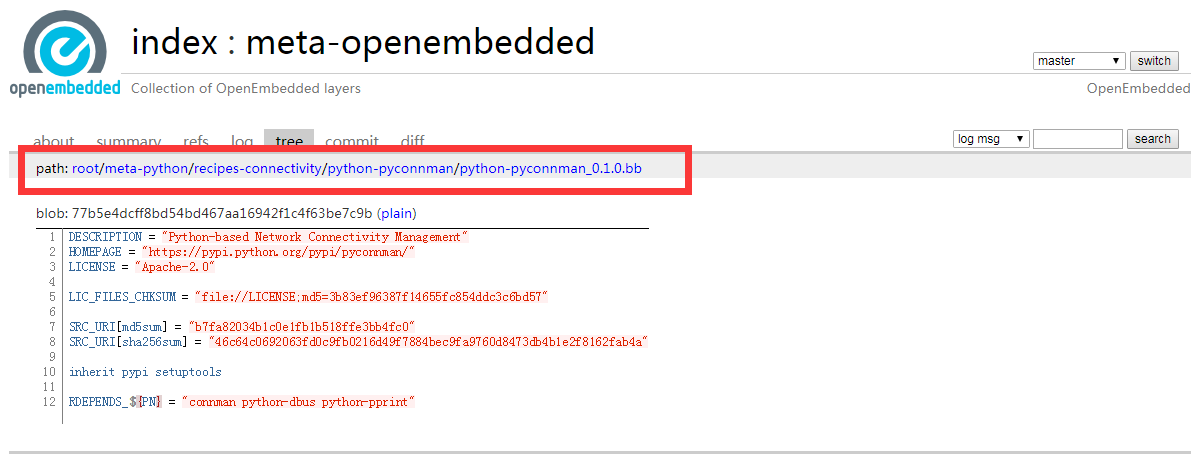 index : meta-openembedded
master switch
openembedded Collection of OpenEmbedded layers OpenEmbedded
about summary refs log tree commit diff log msg search
path: root/meta-python/recipes-connectivity/python-pyconnman/python-pyconnman_0.1.0.bb
blob: 77b5e4dcff8bd54bd467aa16942f1c4f63be7c9b (plain)
1 DESCRIPTION = "Python-based Network Connectivity Management"
2 HOMEPAGE = "https://pypi.python.org/pypi/pyconnman/"
3 LICENSE = "Apache-2.0"
4
5 LIC_FILES_CHKSUM = "file://LICENSE;md5=3b83ef96387f14655fc854ddc3c6bd57"
6
7 SRC_URI[md5sum] = "b7fa82034b1c0e1fb1b518ffe3bb4fc0"
8 SRC_URI[sha256sum] = "46c64c0692063fd0c9fb0216d49f7884bec9fa9760d8473db4b1e2f8162fab4a"
9
10 inherit pypi setuptools
11
12 RDEPENDS_${PN} = "connman python-dbus python-pprint"